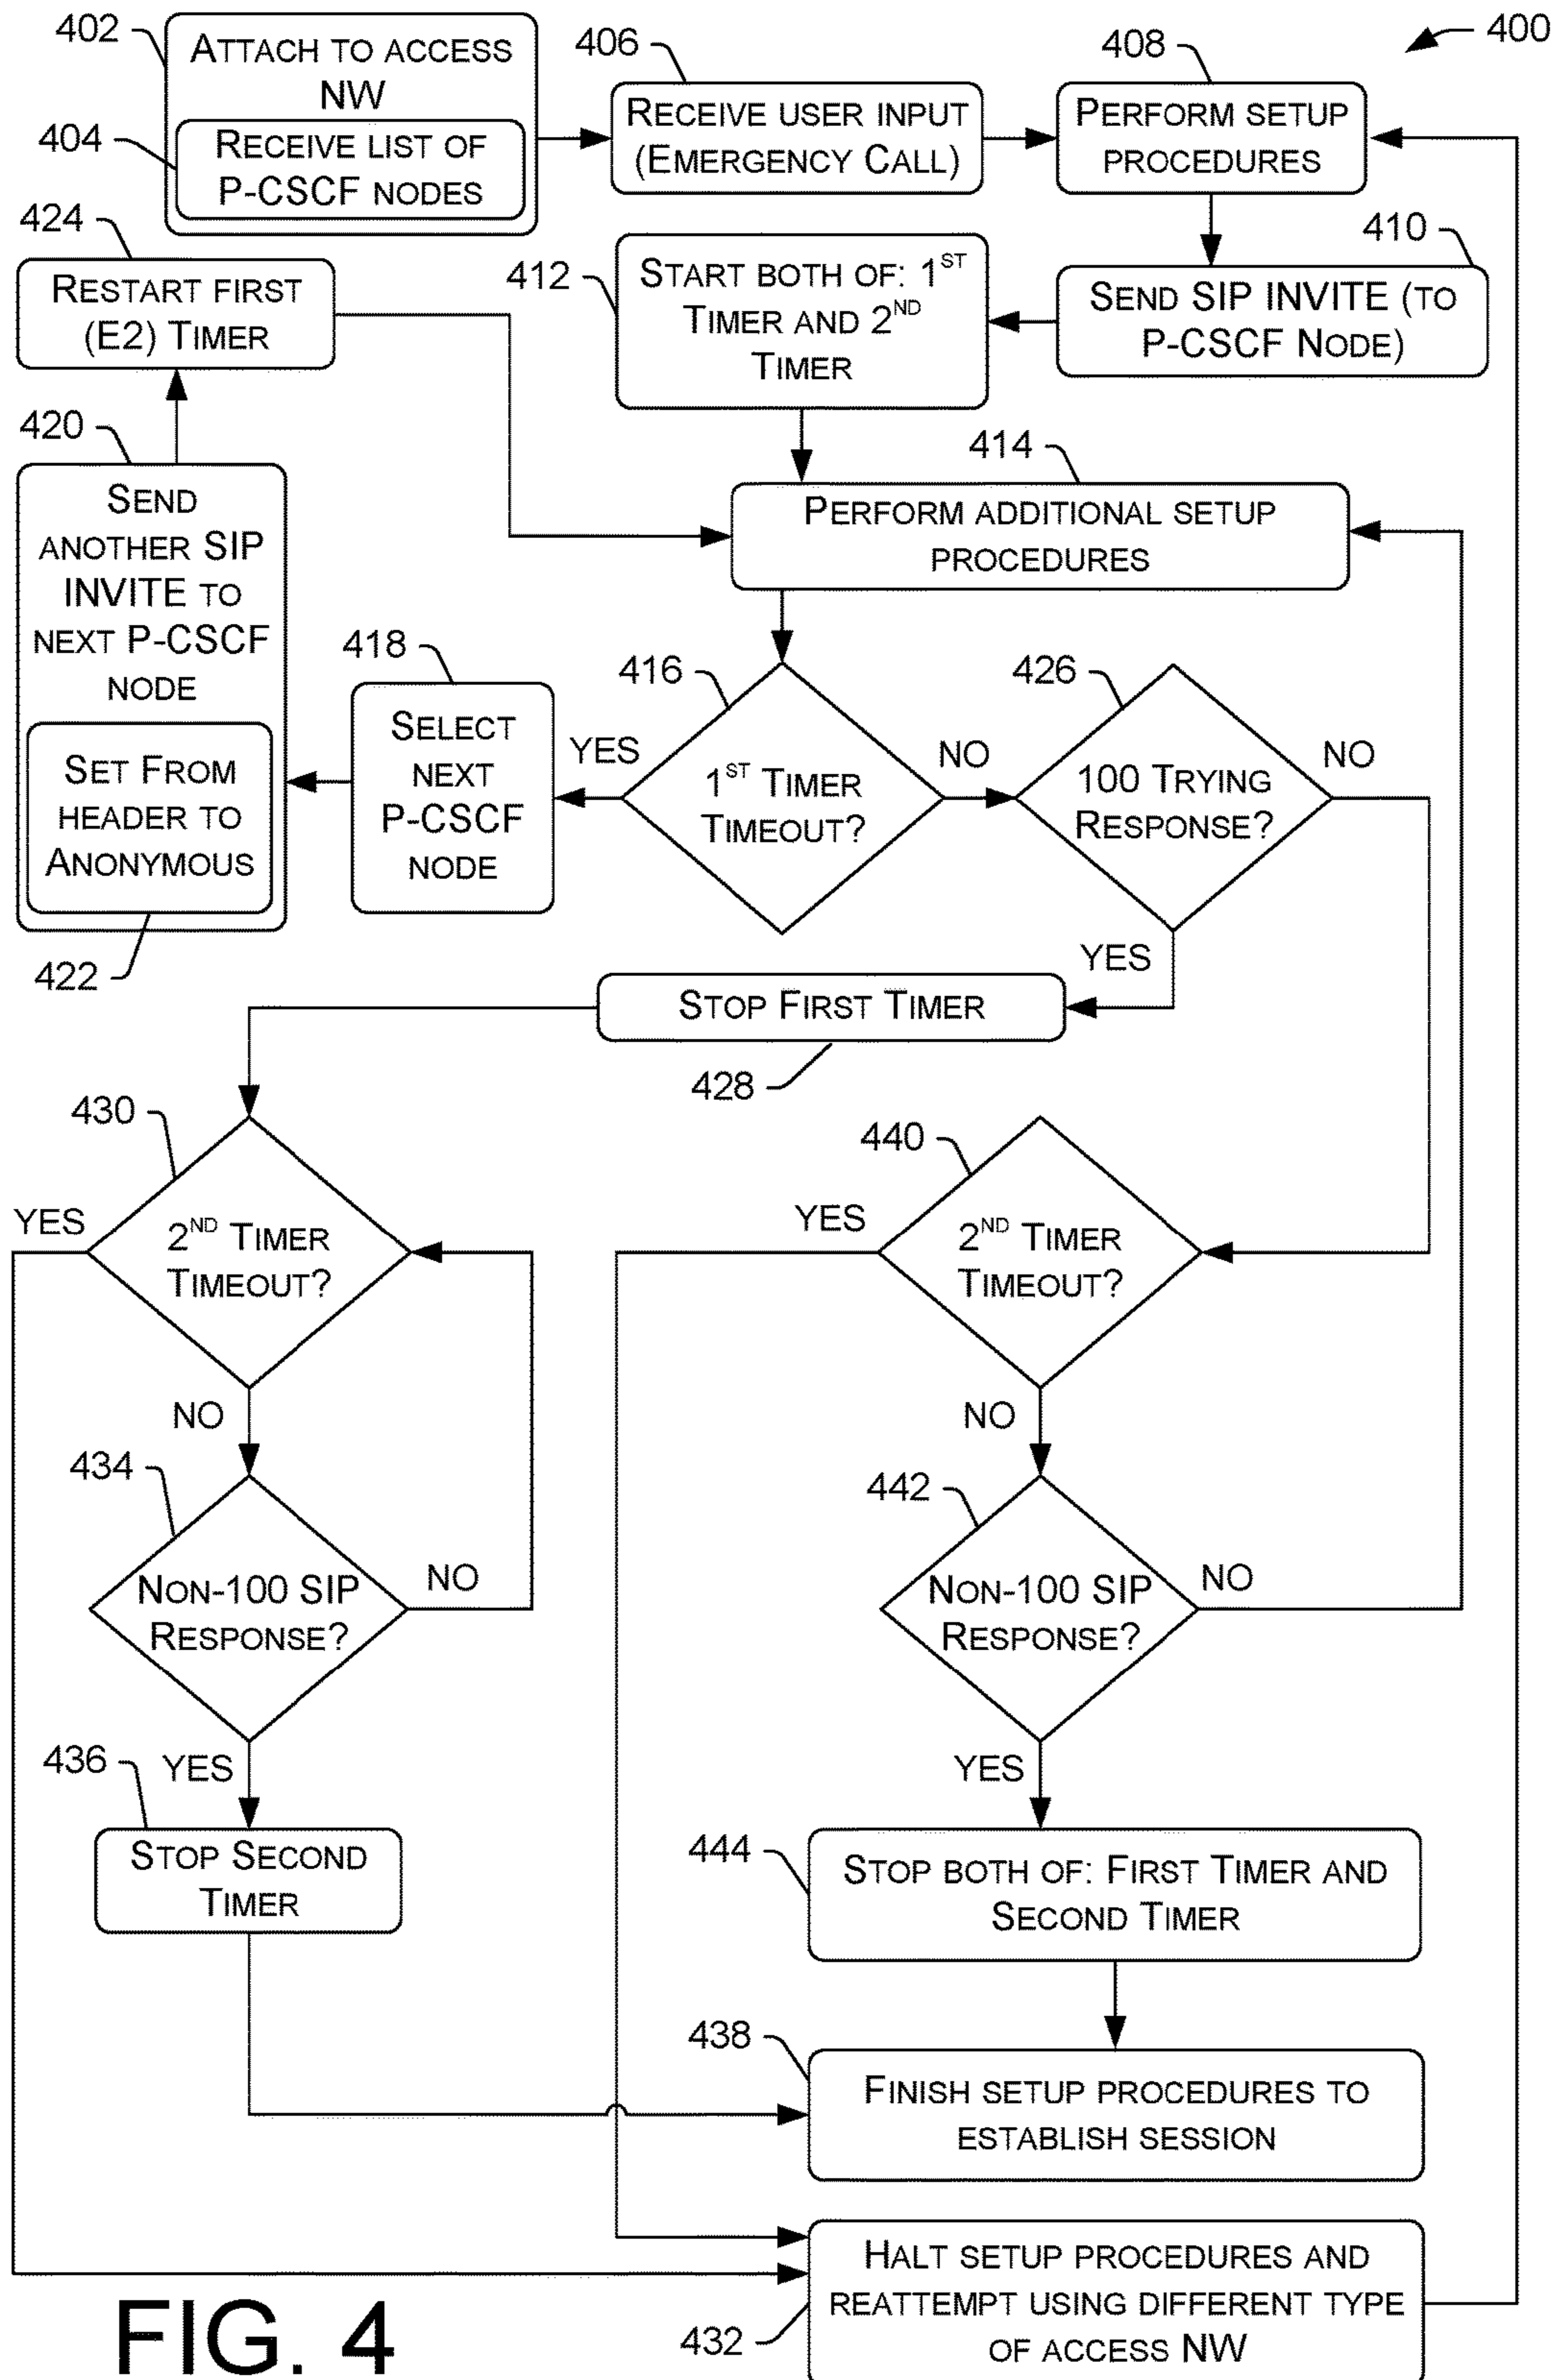 402
ATTACH TO ACCESS
NW
404
RECEIVE LIST OF
P-CSCF NODES
406
RECEIVE USER INPUT
(EMERGENCY CALL)
408
PERFORM SETUP
PROCEDURES
400
410
SEND SIP INVITE (TO
P-CSCF NODE)
412
START BOTH OF: 1ST
TIMER AND 2ND
TIMER
424
RESTART FIRST
(E2) TIMER
414
PERFORM ADDITIONAL SETUP
PROCEDURES
420
SEND
ANOTHER SIP
INVITE TO
NEXT P-CSCF
NODE
SET FROM
HEADER TO
ANONYMOUS
422
418
SELECT
NEXT
P-CSCF
NODE
416
1ST TIMER
TIMEOUT?
YES
NO
426
100 TRYING
RESPONSE?
NO
YES
STOP FIRST TIMER
428
430
2ND TIMER
TIMEOUT?
YES
NO
440
2ND TIMER
TIMEOUT?
YES
NO
434
NON-100 SIP
RESPONSE?
NO
YES
442
NON-100 SIP
RESPONSE?
NO
YES
436
STOP SECOND
TIMER
444
STOP BOTH OF: FIRST TIMER AND
SECOND TIMER
438
FINISH SETUP PROCEDURES TO
ESTABLISH SESSION
432
HALT SETUP PROCEDURES AND
REATTEMPT USING DIFFERENT TYPE
OF ACCESS NW
FIG. 4